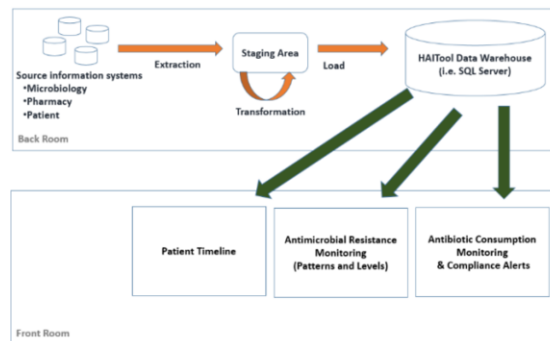 Source information systems
•Microbiology
•Pharmacy
•Patient
Back Room
Extraction
Staging Area
Transformation
Load
HAITool Data Warehouse
(i.e. SQL Server)
Patient Timeline
Antimicrobial Resistance
Monitoring
(Patterns and Levels)
Antibiotic Consumption
Monitoring
& Compliance Alerts
Front Room